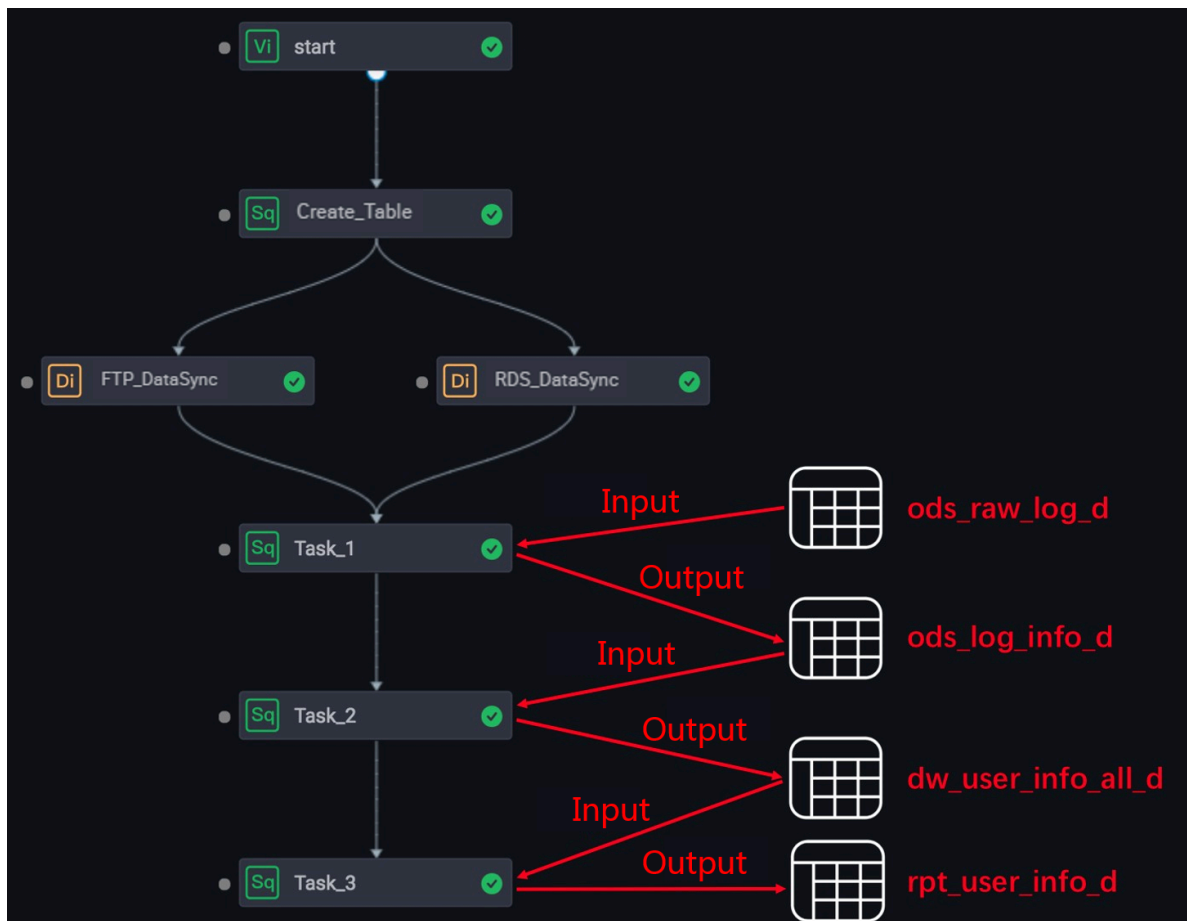 Vi start
Sq Create_Table
Di FTP_DataSync
Di RDS_DataSync
Input
ods_raw_log_d
Sq Task_1
Output
ods_log_info_d
Input
Sq Task_2
Output
dw_user_info_all_d
Input
Output
Sq Task_3
rpt_user_info_d